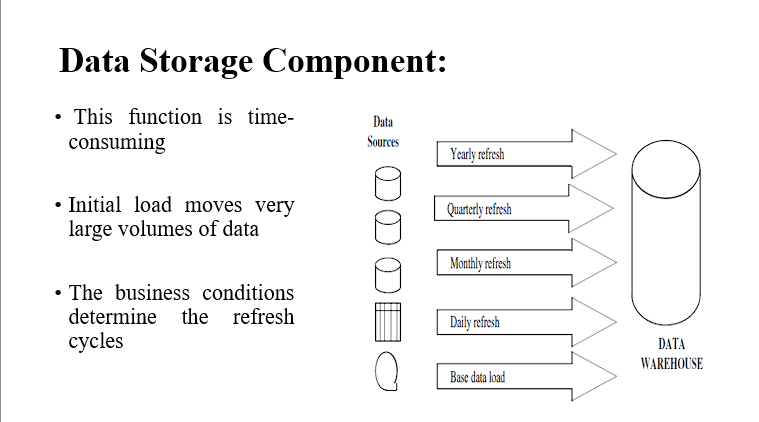 Data Storage Component:
• This function is time-
consuming
• Initial load moves very
large volumes of data
• The business conditions
determine the refresh
cycles
Data
Sources
Yearly refresh
Quarterly refresh
Monthly refresh
Daily refresh
Base data load
DATA
WAREHOUSE